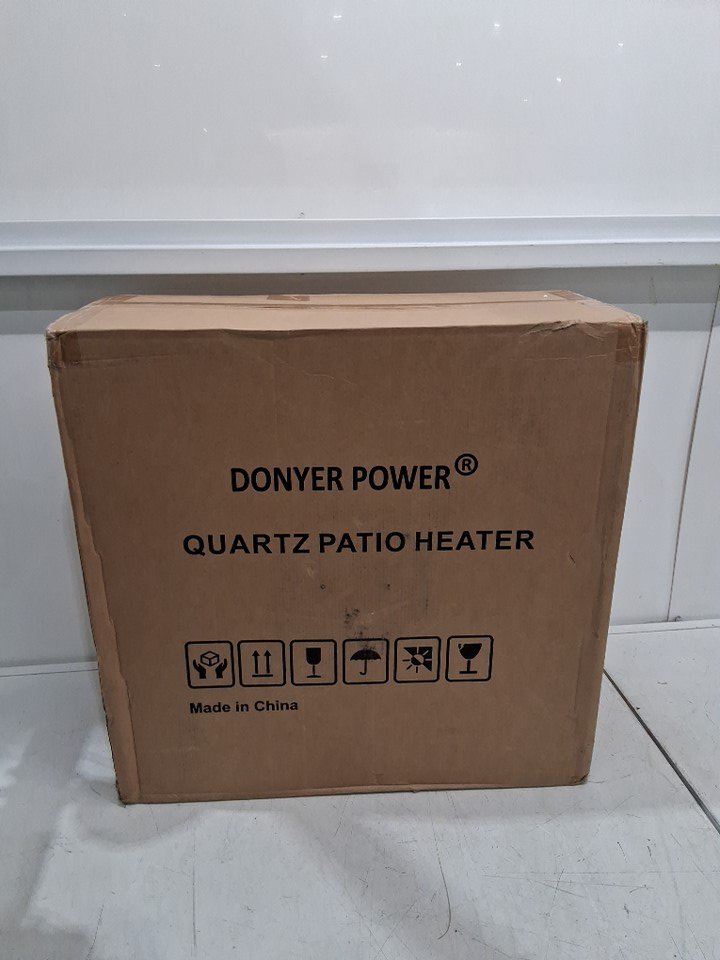 DONYER POWER®
QUARTZ PATIO HEATER
Made in China